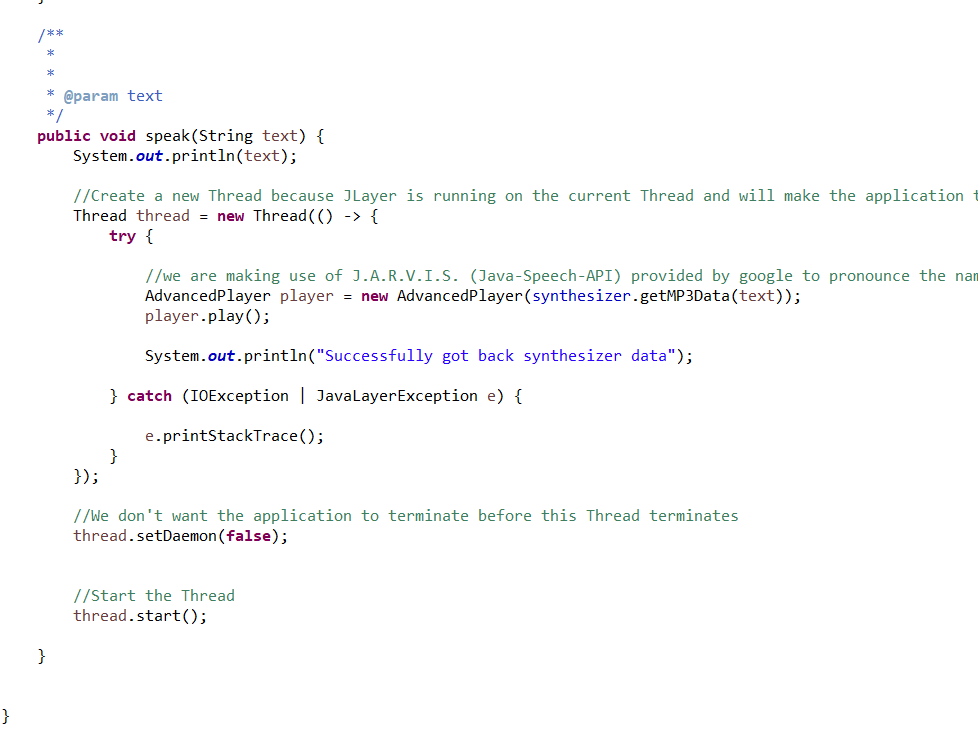 }
/**
*
*
* @param text
*/
public void speak(String text) {
System.out.println(text);
//Create a new Thread because JLayer is running on the current Thread and will make the application
Thread thread = new Thread(() -> {
try {
//we are making use of J.A.R.V.I.S. (Java-Speech-API) provided by google to pronounce the
AdvancedPlayer player = new AdvancedPlayer(synthesizer.getMP3Data(text));
player.play();
System.out.println("Successfully got back synthesizer data");
} catch (IOException | JavaLayerException e) {
e.printStackTrace();
}
});
//We don't want the application to terminate before this Thread terminates
thread.setDaemon(false);
//Start the Thread
thread.start();
}
}